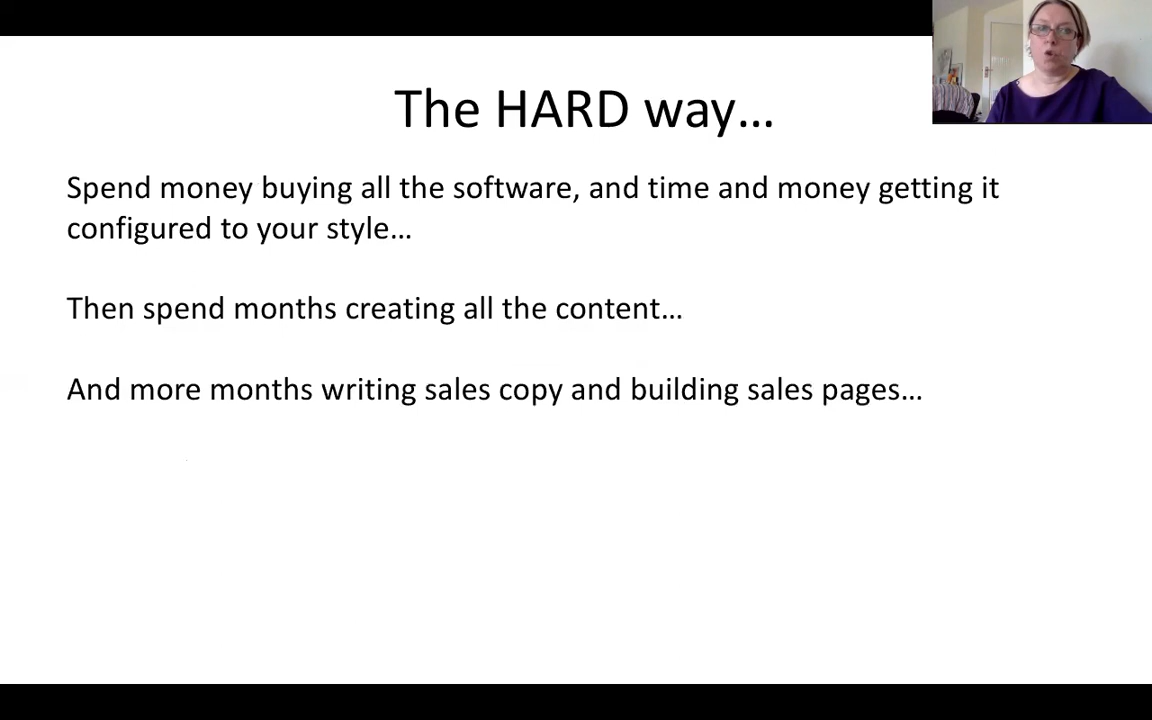 The HARD way…
Spend money buying all the software, and time and money getting it
configured to your style…
Then spend months creating all the content…
And more months writing sales copy and building sales pages…